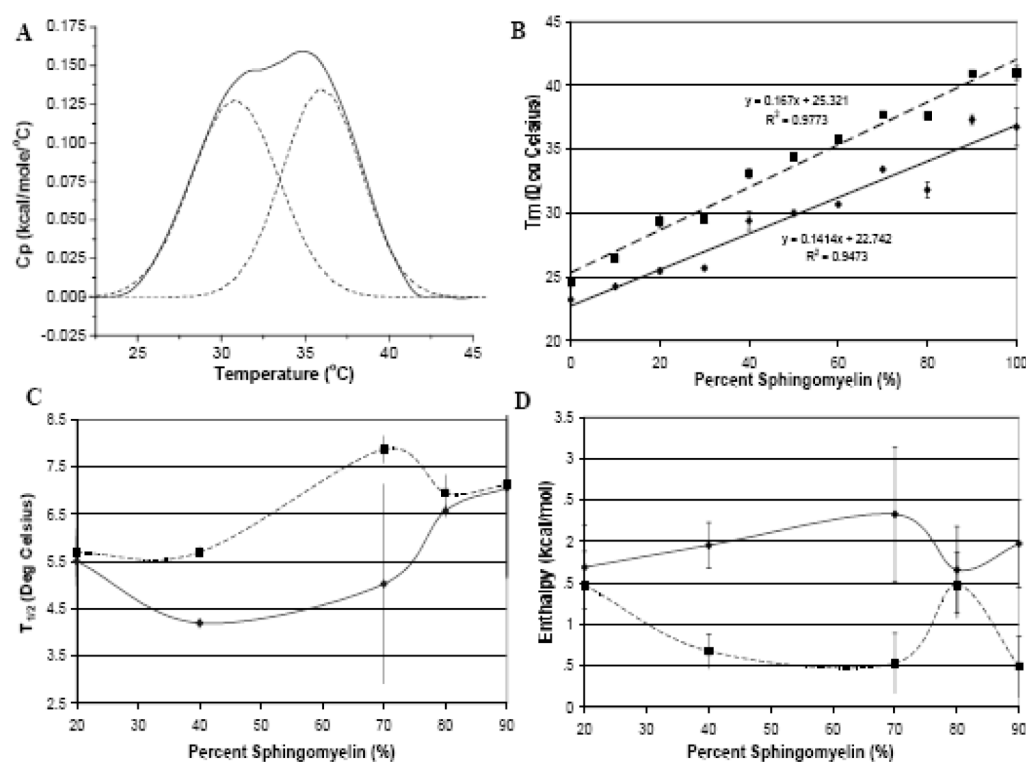 A
0.175
0.150
0.125
0.100
0.075
0.050
0.025
0.000
-0.025
Cp (kcal/mole/°C)
25 30 35 40 45
Temperature (°C)
B
45
40
35
30
25
20
Tm (Deg Celsius)
y = 0.167x + 25.321
R² = 0.9773
y = 0.1414x + 22.742
R² = 0.9473
0 20 40 60 80 100
Percent Sphingomyelin (%)
C
8.5
7.5
6.5
5.5
4.5
3.5
2.5
T1/2 (Deg Celsius)
20 30 40 50 60 70 80 90
Percent Sphingomyelin (%)
D
3.5
3
2.5
2
1.5
1
0.5
0
Enthalpy (kcal/mol)
20 30 40 50 60 70 80 90
Percent Sphingomyelin (%)